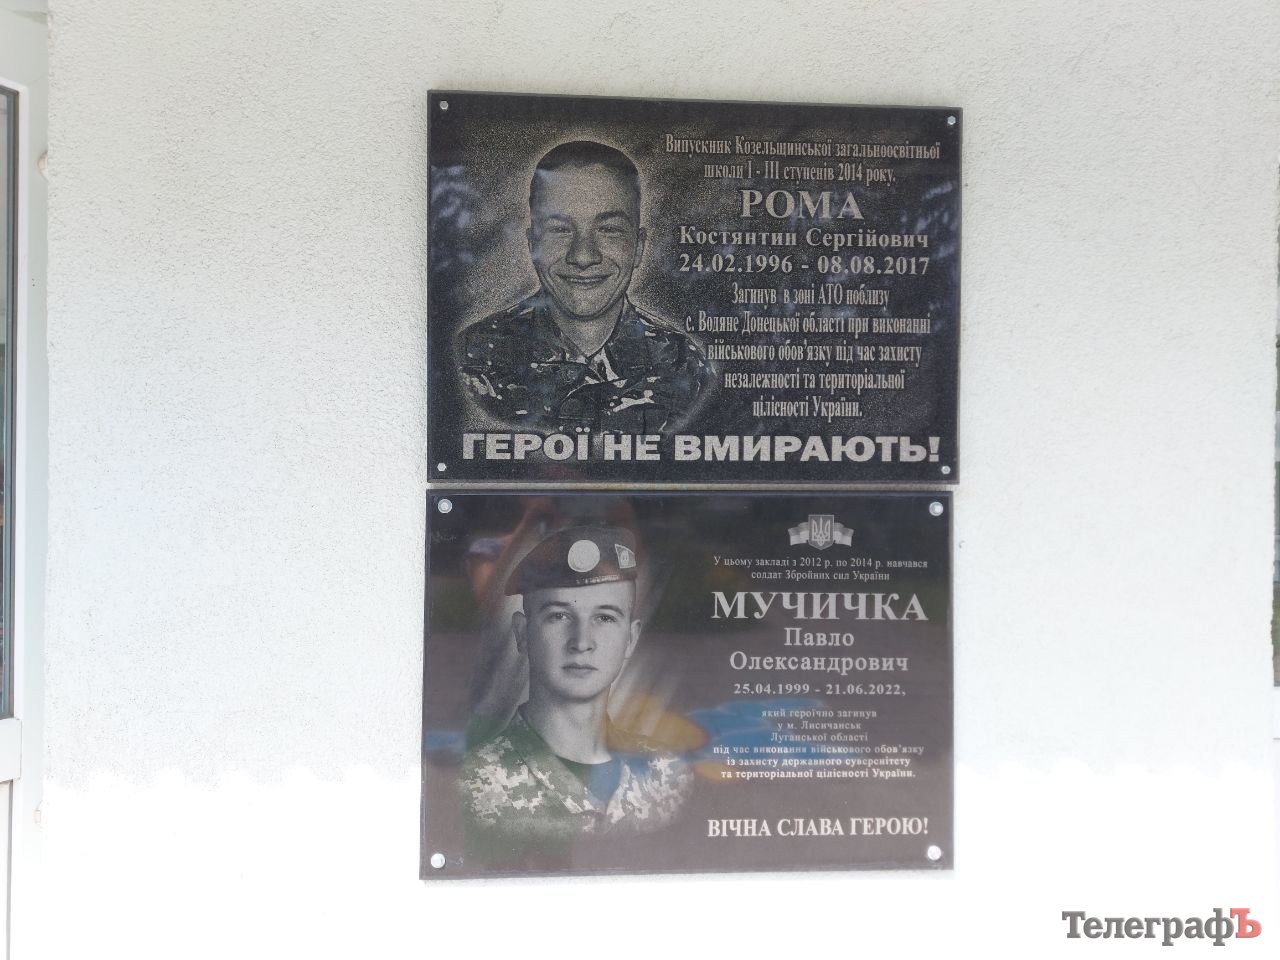 Випускник Козельщинської загальноосвітньої
школи І - ІІІ ступенів 2014 року.
РОМА
Костянтин Сергійович
24.02.1996 - 08.08.2017
Загинув в зоні АТО поблизу
с. Водяне Донецької області при виконанні
військового обов'язку під час захисту
незалежності та територіальної
цілісності України.
ГЕРОЇ НЕ ВМИРАЮТЬ!
У цьому закладі з 2012 р. по 2014 р. навчався
солдат Збройних сил України
МУЧИЧКА
Павло
Олександрович
25.04.1999 - 21.06.2022,
який героїчно загинув
у м. Лисичанськ
Луганської області
під час виконання військового обов'язку
із захисту державного суверенітету
та територіальної цілісності України.
ВІЧНА СЛАВА ГЕРОЮ!
ТелеграфЪ